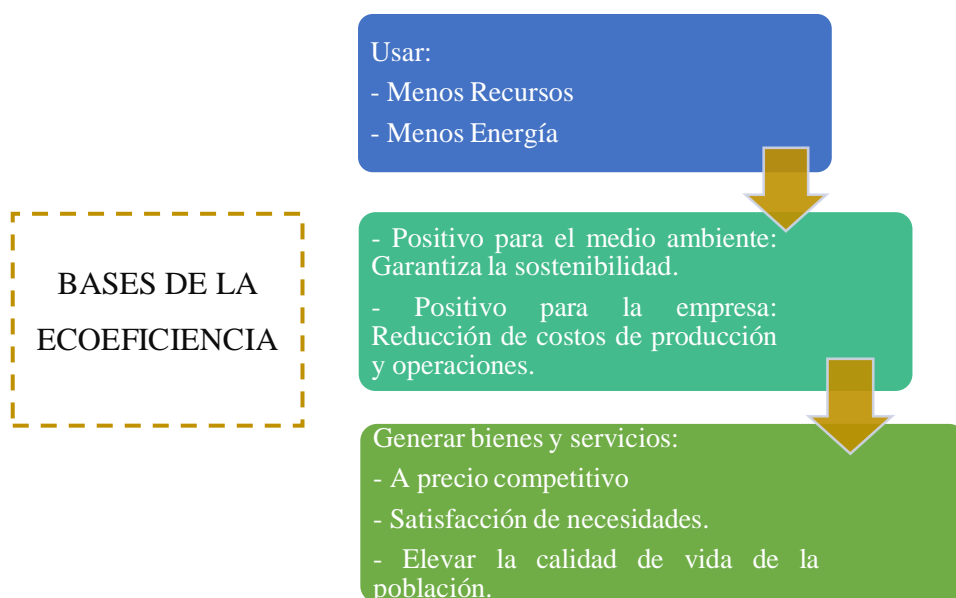 BASES DE LA
ECOEFICIENCIA
Usar:
- Menos Recursos
- Menos Energía
- Positivo para el medio ambiente:
Garantiza la sostenibilidad.
- Positivo para la empresa:
Reducción de costos de producción
y operaciones.
Generar bienes y servicios:
- A precio competitivo
- Satisfacción de necesidades.
- Elevar la calidad de vida de la
población.